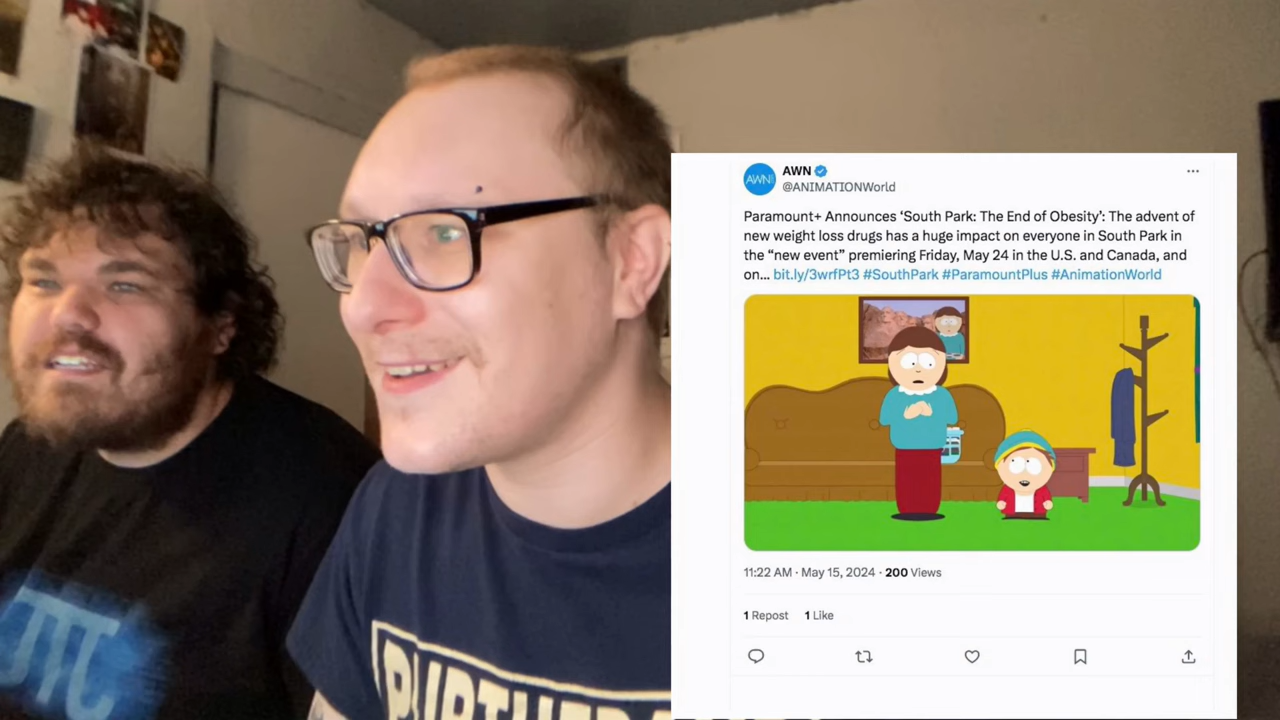 AWN
AWN
@ANIMATIONWorld
Paramount+ Announces ‘South Park: The End of Obesity’: The advent of
new weight loss drugs has a huge impact on everyone in South Park in
the “new event” premiering Friday, May 24 in the U.S. and Canada, and
on... bit.ly/3wrfPt3 #SouthPark #ParamountPlus #AnimationWorld
11:22 AM · May 15, 2024 · 200 Views
1 Repost 1 Like